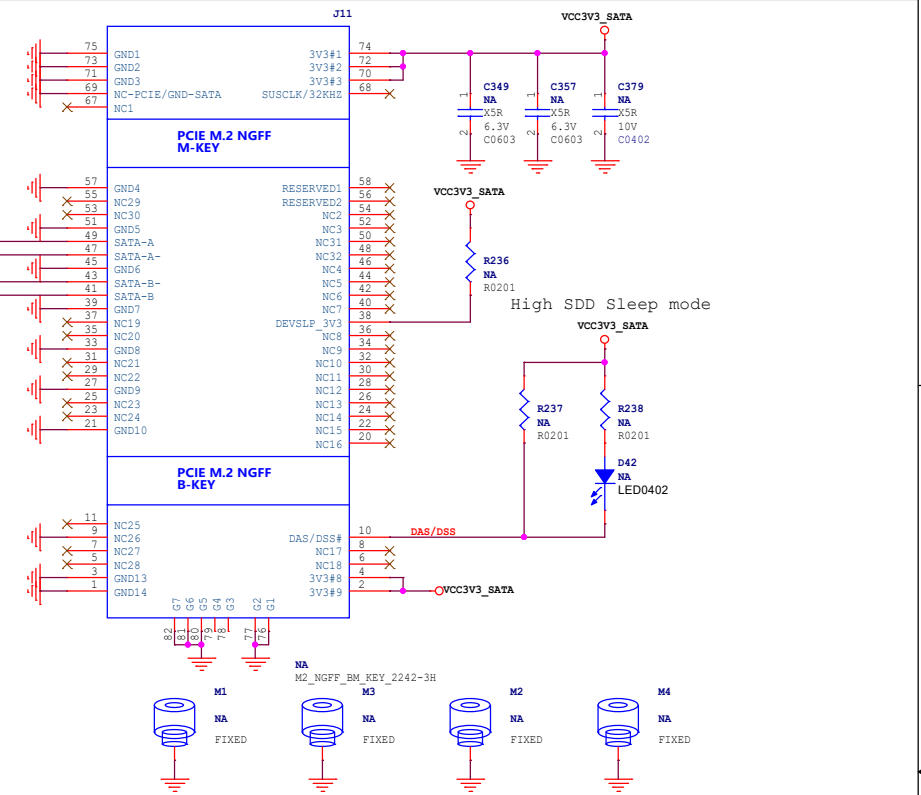 J11
VCC3V3_SATA
75 GND1 3V3#1 74
73 GND2 3V3#2 72
71 GND3 3V3#3 70
69 NC-PCIE/GND-SATA SUSCLK/32KHZ 68
67 NC1
1 C349 1 C357 1 C379
NA NA NA
X5R X5R X5R
2 6.3V 2 6.3V 2 10V
C0603 C0603 C0402
PCIE M.2 NGFF
M-KEY
57 GND4 RESERVED1 58
55 NC29 RESERVED2 56
53 NC30 NC2 54
51 GND5 NC3 52
49 SATA-A NC31 50
47 SATA-A- NC32 48
45 GND6 NC4 46
43 SATA-B- NC5 44
41 SATA-B NC6 42
39 GND7 NC7 40
37 NC19 DEVSLP_3V3 38
35 NC20 NC8 36
33 GND8 NC9 34
31 NC21 NC10 32
29 NC22 NC11 30
27 GND9 NC12 28
25 NC23 NC13 26
23 NC24 NC14 24
21 GND10 NC15 22
NC16 20
VCC3V3_SATA
R236
NA
R0201
High SDD Sleep mode
VCC3V3_SATA
R237 R238
NA NA
R0201 R0201
D42
NA
LED0402
PCIE M.2 NGFF
B-KEY
11 NC25
9 NC26 DAS/DSS# 10 DAS/DSS
7 NC27 NC17 8
5 NC28 NC18 6
3 GND13 3V3#8 4
1 GND14 3V3#9 2 VCC3V3_SATA
G7 G6 G5 G4 G3 G2 G1
82 81 80 79 78 77 76
NA
M2_NGFF_BM_KEY_2242-3H
M1 M3 M2 M4
NA NA NA NA
FIXED FIXED FIXED FIXED